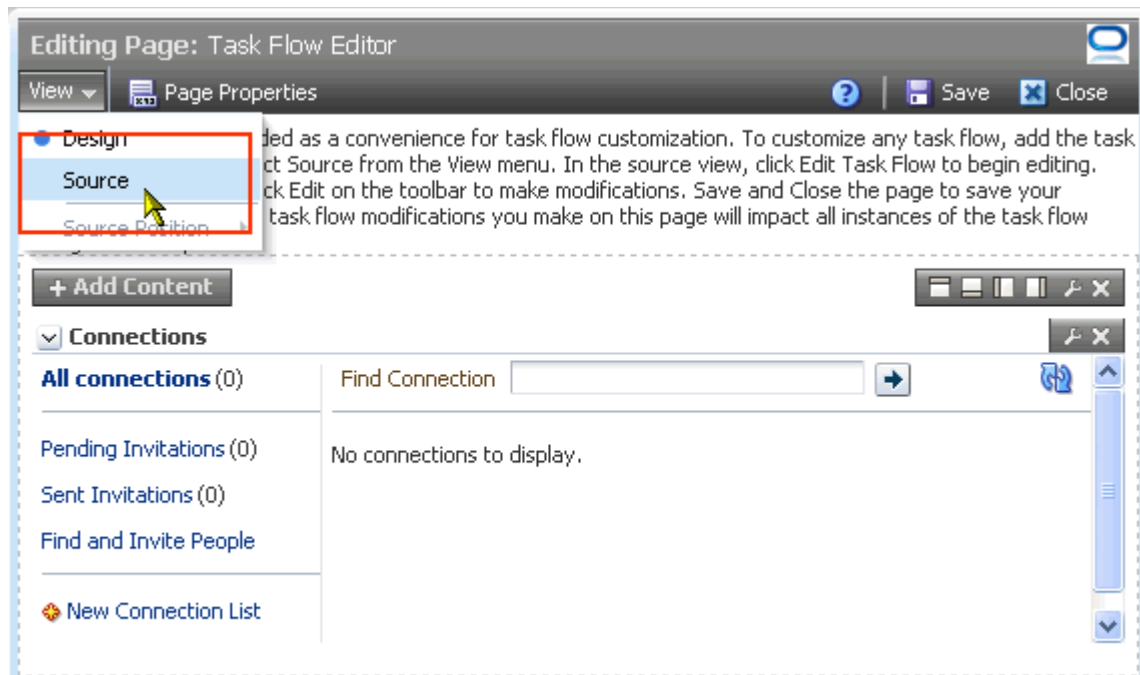 Editing Page: Task Flow Editor
View Page Properties Save Close
Design ded as a convenience for task flow customization. To customize any task flow, add the task
Source ct Source from the View menu. In the source view, click Edit Task Flow to begin editing.
ck Edit on the toolbar to make modifications. Save and Close the page to save your
Source Position task flow modifications you make on this page will impact all instances of the task flow
+ Add Content
Connections
All connections (0) Find Connection
Pending Invitations (0) No connections to display.
Sent Invitations (0)
Find and Invite People
New Connection List